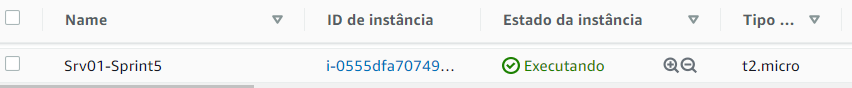 Name ID de instância Estado da instância Tipo ...
Srv01-Sprint5 i-0555dfa70749... Executando t2.micro